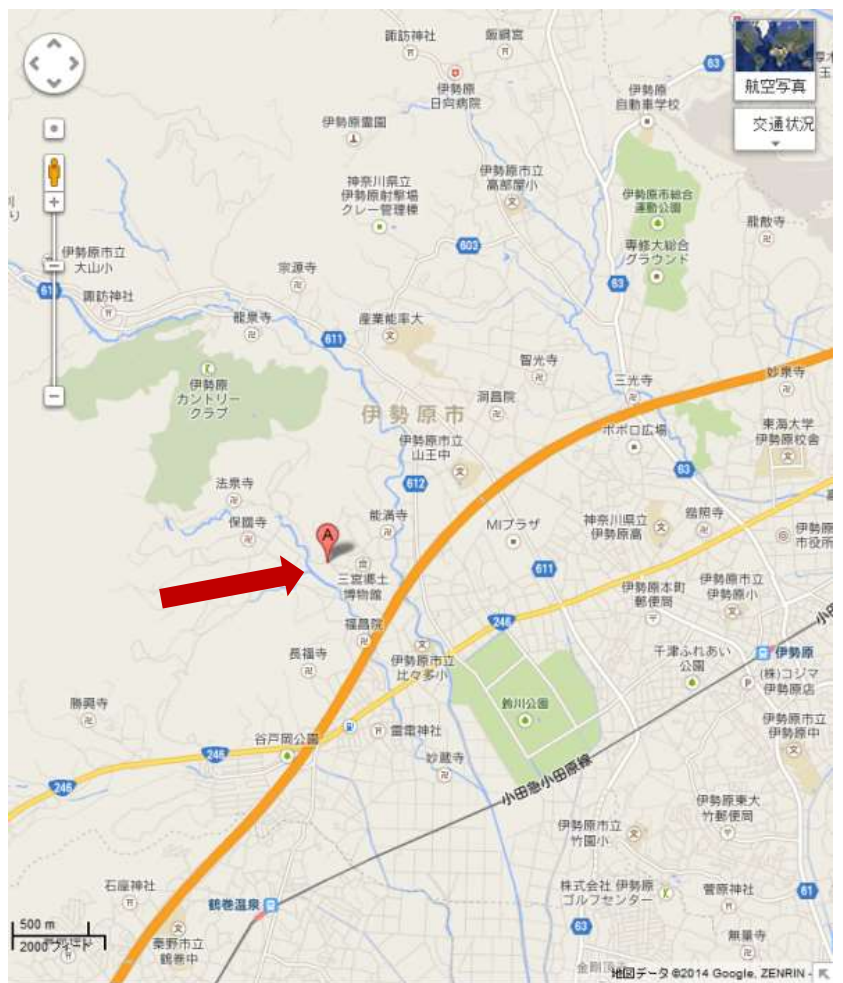 諏訪神社
飯綱宮
63
航空写真
交通状況
伊勢原
日向病院
伊勢原
自動車学校
伊勢原霊園
神奈川県立
伊勢原射撃場
クレー管理棟
伊勢原市立
高部屋小
伊勢原市総合
運動公園
龍散寺
603
専修大総合
グラウンド
伊勢原市立
大山小
宗源寺
63
諏訪神社
龍泉寺
産業能率大
611
智光寺
三光寺
妙泉寺
伊勢原
カントリー
クラブ
洞昌院
伊勢原市
ポポロ広場
東海大学
伊勢原校舎
伊勢原市立
山王中
63
612
法泉寺
保國寺
能満寺
MIプラザ
神奈川県立
伊勢原高
伊勢原
市役所
A
三宮郷土
博物館
611
伊勢原本町
郵便局
伊勢原市立
伊勢原小
福昌院
246
長福寺
伊勢原市立
比々多小
千津ふれあい
公園
伊勢原
(株)コジマ
伊勢原店
勝興寺
鈴川公園
谷戸岡公園
雷電神社
伊勢原市立
伊勢原中
246
妙蔵寺
246
小田急小田原線
伊勢原東大
竹郵便局
伊勢原市立
竹園小
石座神社
鶴巻温泉
株式会社 伊勢原
ゴルフセンター
菅原神社
61
500 m
2000 フィート
秦野市立
鶴巻中
63
無量寺
地図データ ©2014 Google, ZENRIN -